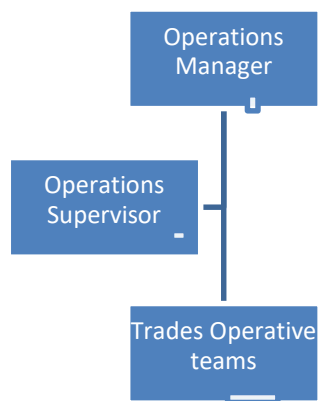 Operations
Manager
Operations
Supervisor
Trades Operative
teams